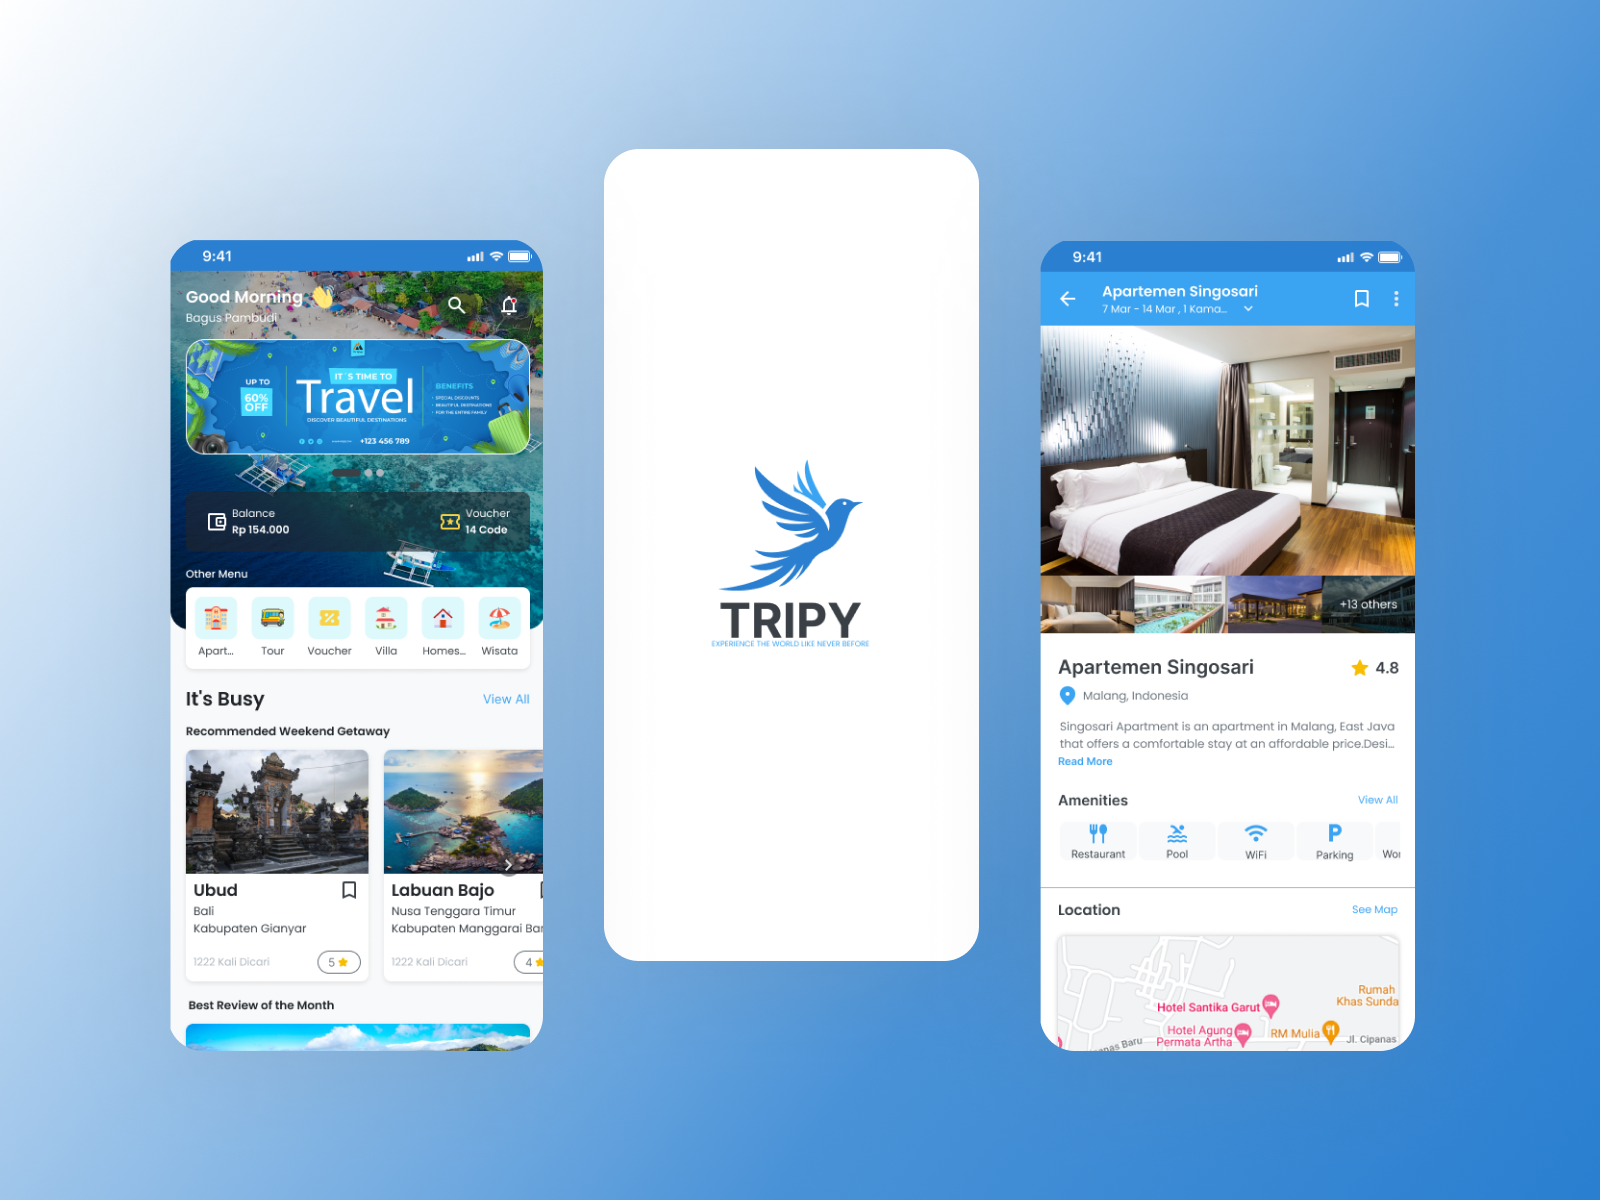 9:41
Good Morning
Bagus Pambudi
UP TO
60%
OFF
IT'S TIME TO
Travel
DISCOVER BEAUTIFUL DESTINATIONS
BENEFITS
SPECIAL DISCOUNTS
BEAUTIFUL DESTINATIONS
FOR THE ENTIRE FAMILY
+123 456 789
Balance
Rp 154.000
Voucher
14 Code
Other Menu
Apart...
Tour
Voucher
Villa
Homes...
Wisata
It's Busy
View All
Recommended Weekend Getaway
Ubud
Bali
Kabupaten Gianyar
1222 Kali Dicari
5
Labuan Bajo
Nusa Tenggara Timur
Kabupaten Manggarai Bar
1222 Kali Dicari
4
Best Review of the Month
TRIPY
EXPERIENCE THE WORLD LIKE NEVER BEFORE
9:41
Apartemen Singosari
7 Mar - 14 Mar , 1 Kama...
+13 others
Apartemen Singosari
4.8
Malang, Indonesia
Singosari Apartment is an apartment in Malang, East Java
that offers a comfortable stay at an affordable price.Desi...
Read More
Amenities
View All
Restaurant
Pool
WiFi
P
Parking
Wor
Location
See Map
Rumah
Khas Sunda
Hotel Santika Garut
Hotel Agung
Permata Artha
RM Mulia
Jl. Cipanas
anas Baru